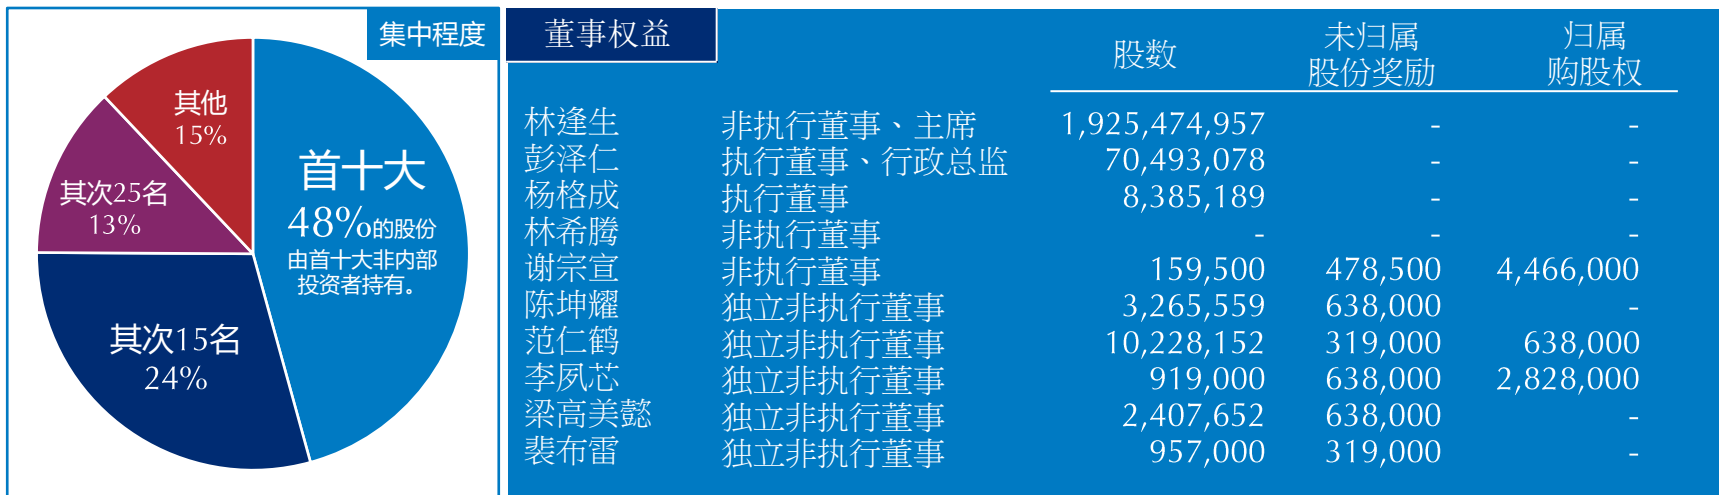 集中程度
其他
15%
首十大
48%的股份
由首十大非内部
投资者持有。
其次25名
13%
其次15名
24%
董事权益
股数 未归属股份奖励 归属购股权
林逢生 非执行董事、主席 1,925,474,957 - -
彭泽仁 执行董事、行政总监 70,493,078 - -
杨格成 执行董事 8,385,189 - -
林希腾 非执行董事 - - -
谢宗宣 非执行董事 159,500 478,500 4,466,000
陈坤耀 独立非执行董事 3,265,559 638,000 -
范仁鹤 独立非执行董事 10,228,152 319,000 638,000
李夙芯 独立非执行董事 919,000 638,000 2,828,000
梁高美懿 独立非执行董事 2,407,652 638,000 -
裴布雷 独立非执行董事 957,000 319,000 -